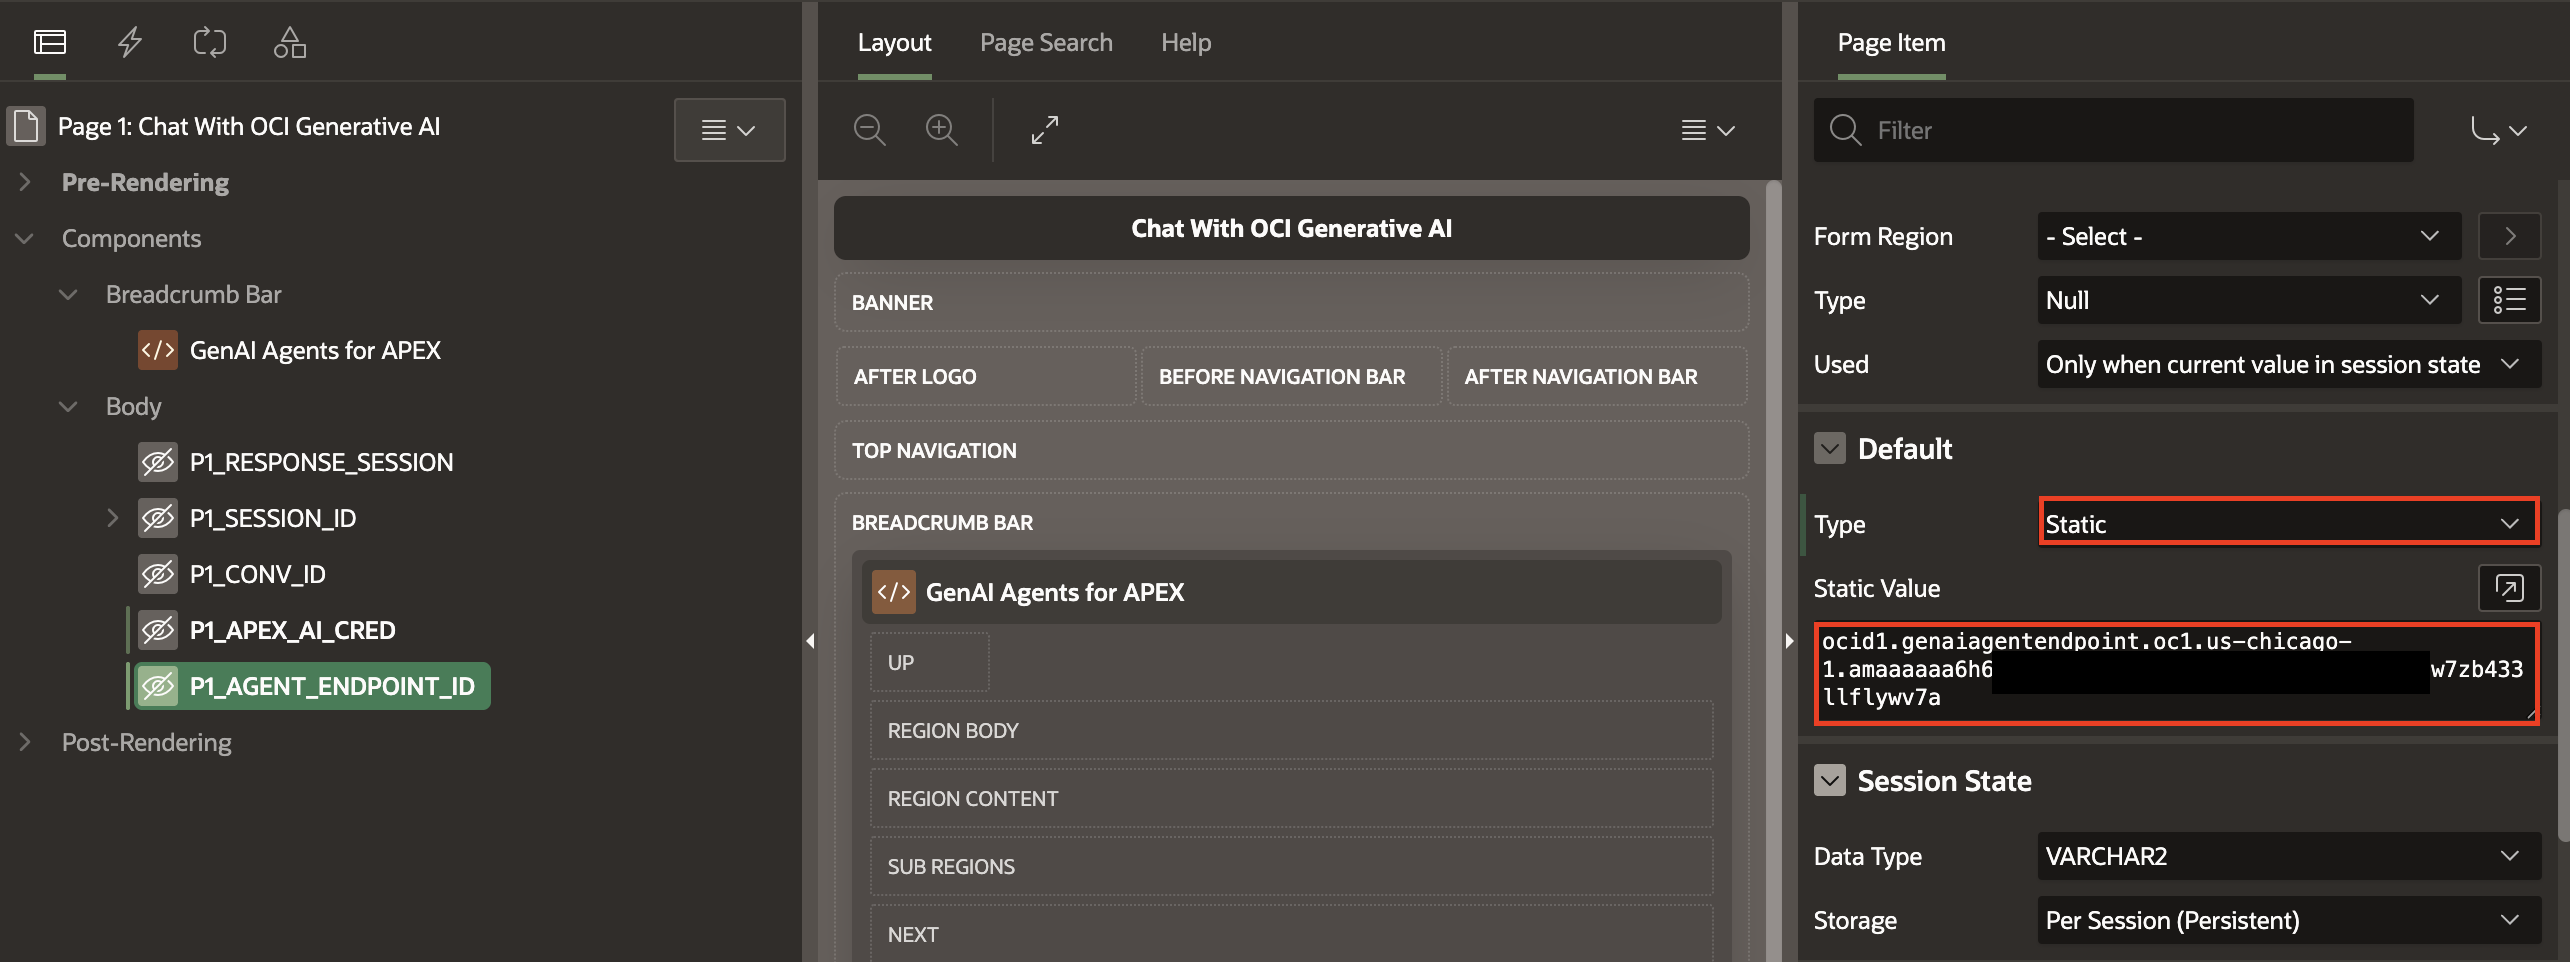 Page 1: Chat With OCI Generative AI
Pre-Rendering
Components
Breadcrumb Bar
</> GenAI Agents for APEX
Body
P1_RESPONSE_SESSION
P1_SESSION_ID
P1_CONV_ID
P1_APEX_AI_CRED
P1_AGENT_ENDPOINT_ID
Post-Rendering
Layout Page Search Help
Chat With OCI Generative AI
BANNER
AFTER LOGO BEFORE NAVIGATION BAR AFTER NAVIGATION BAR
TOP NAVIGATION
BREADCRUMB BAR
</> GenAI Agents for APEX
UP
REGION BODY
REGION CONTENT
SUB REGIONS
NEXT
Page Item
Filter
Form Region - Select -
Type Null
Used Only when current value in session state
Default
Type Static
Static Value
ocid1.genaiagentendpoint.oc1.us-chicago-
1.amaaaaaa6h6 w7zb433
llflywv7a
Session State
Data Type VARCHAR2
Storage Per Session (Persistent)